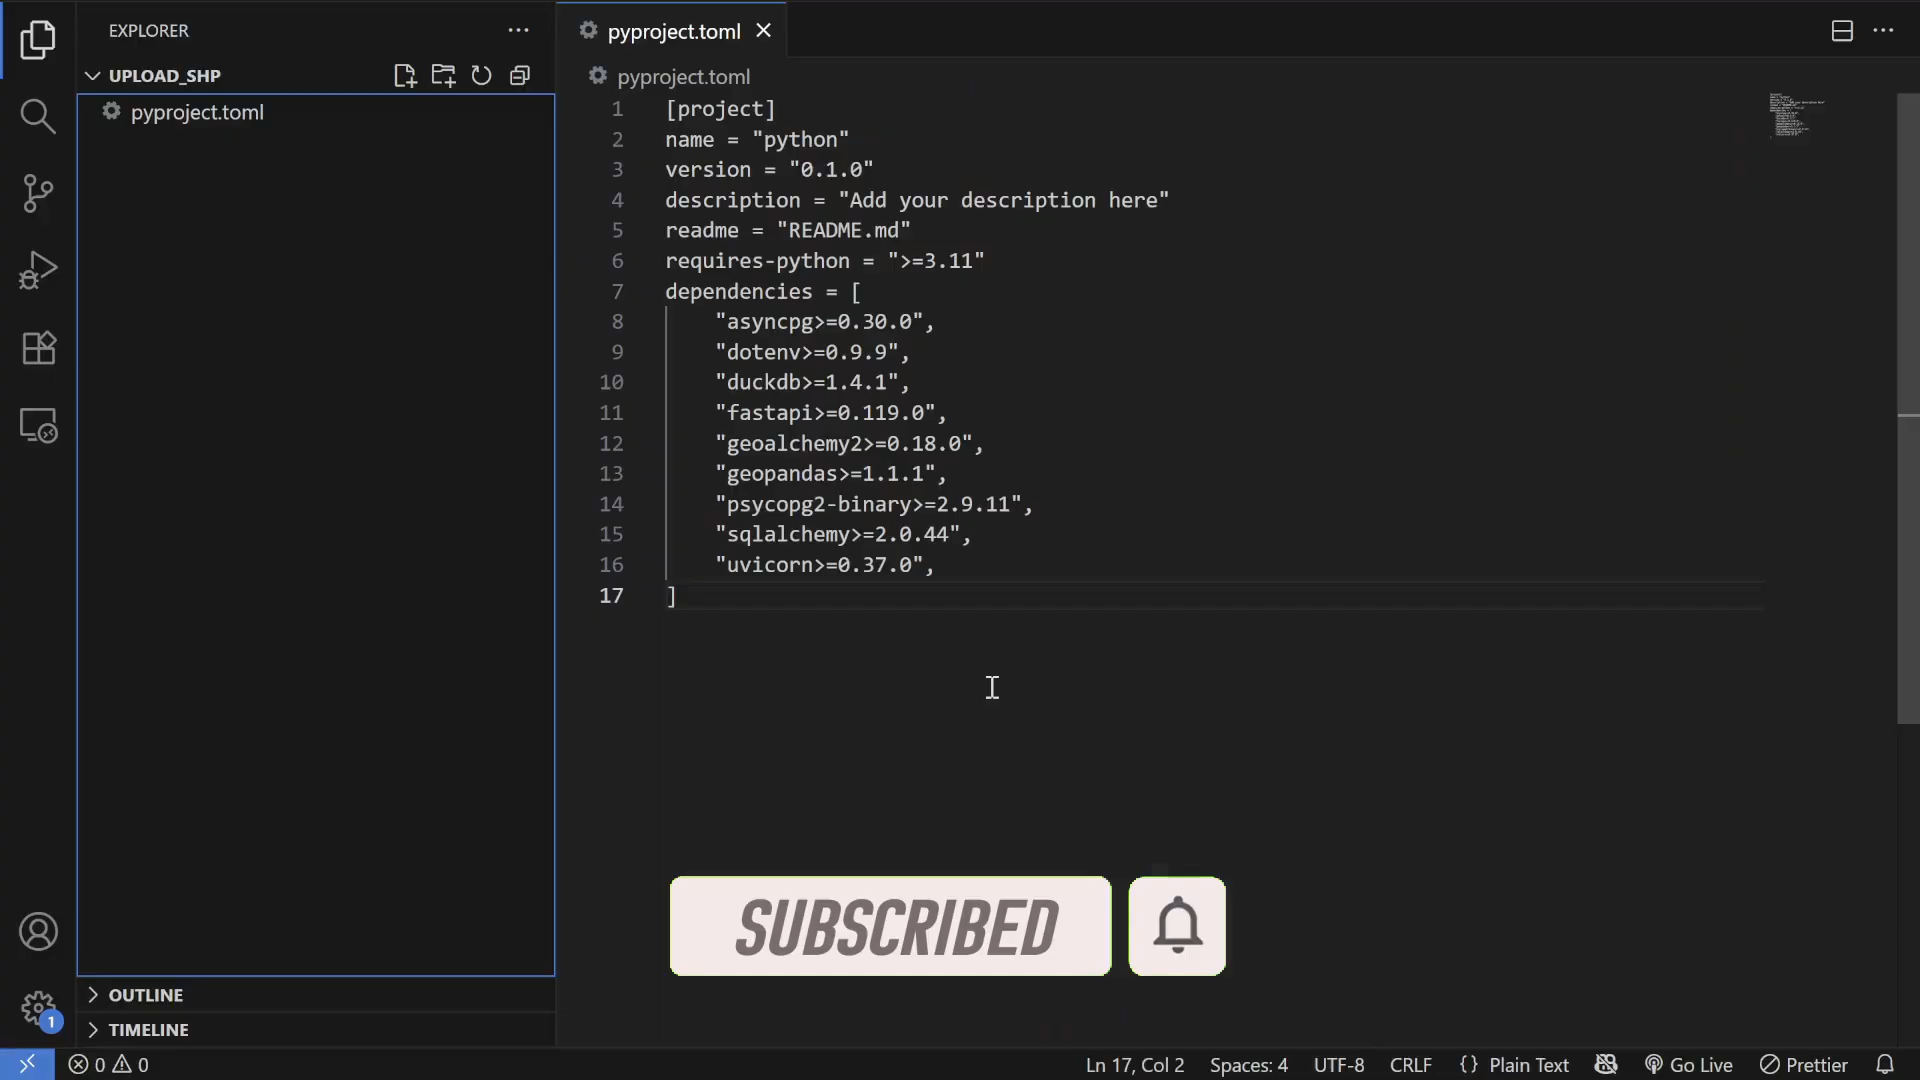 EXPLORER
UPLOAD_SHP
pyproject.toml
OUTLINE
TIMELINE
pyproject.toml
pyproject.toml
1 [project]
2 name = "python"
3 version = "0.1.0"
4 description = "Add your description here"
5 readme = "README.md"
6 requires-python = ">=3.11"
7 dependencies = [
8 "asyncpg>=0.30.0",
9 "dotenv>=0.9.9",
10 "duckdb>=1.4.1",
11 "fastapi>=0.119.0",
12 "geoalchemy2>=0.18.0",
13 "geopandas>=1.1.1",
14 "psycopg2-binary>=2.9.11",
15 "sqlalchemy>=2.0.44",
16 "uvicorn>=0.37.0",
17 ]
SUBSCRIBED
1
0 0 Ln 17, Col 2 Spaces: 4 UTF-8 CRLF {} Plain Text Go Live Prettier